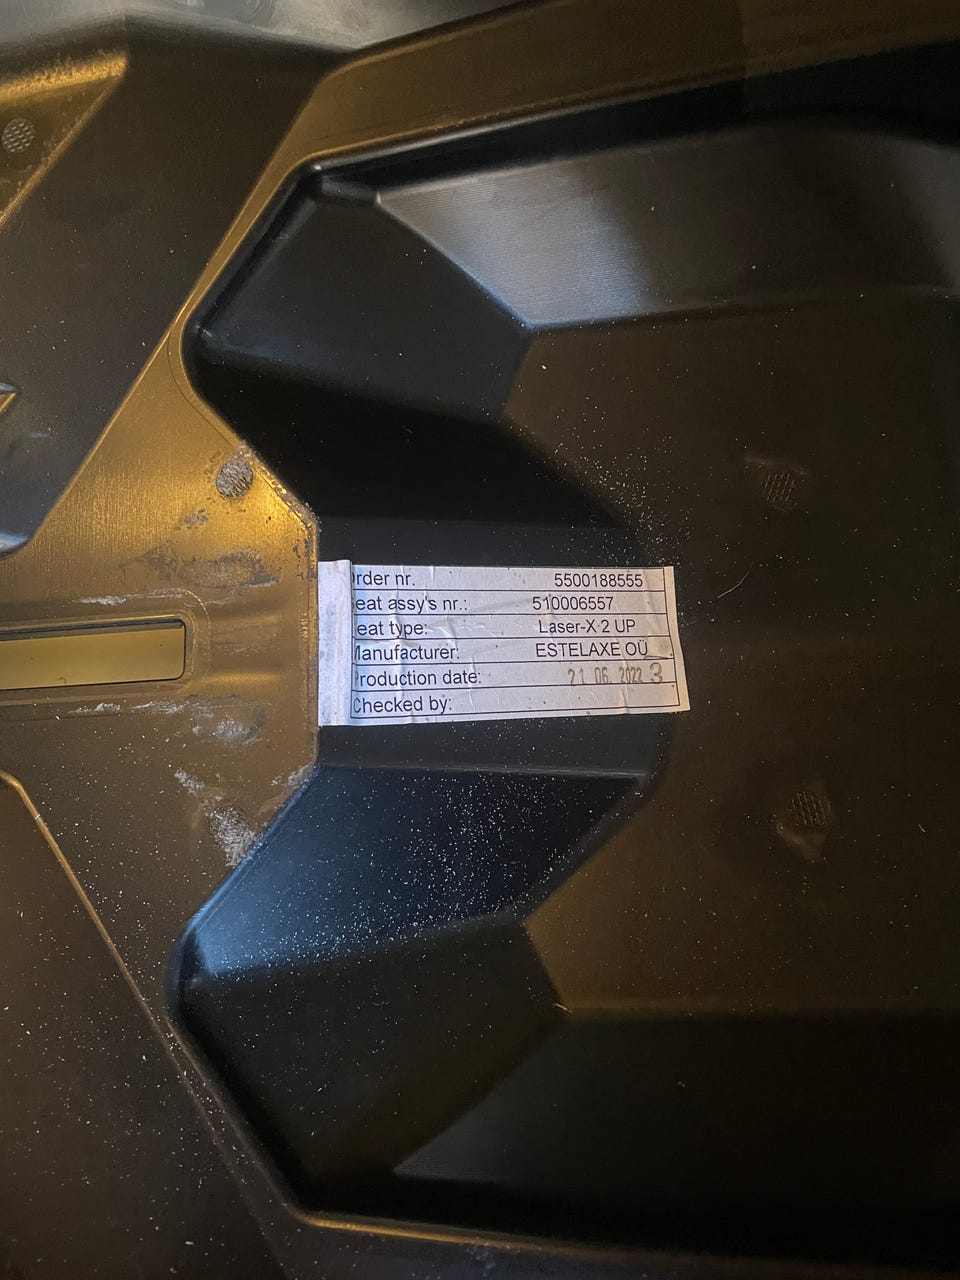 rder nr. 5500188555
eat assy's nr.: 510006557
eat type: Laser-X 2 UP
Manufacturer: ESTELAXE OÜ
Production date: 21 06. 2022 3
Checked by: